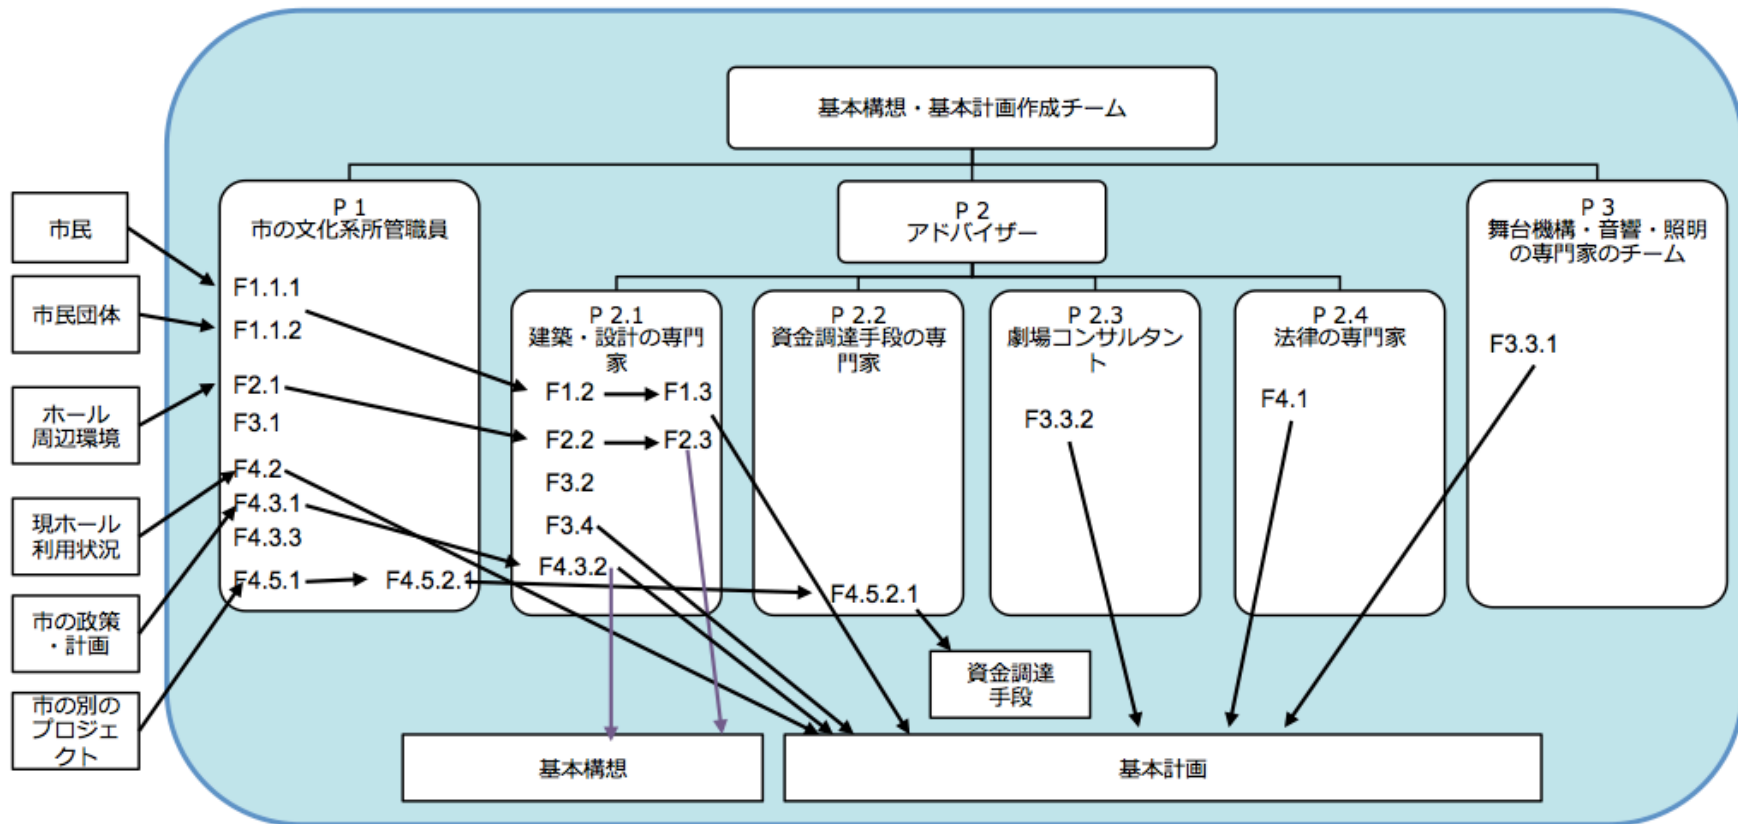 基本構想・基本計画作成チーム
市民
市民団体
ホール
周辺環境
現ホール
利用状況
市の政策
・計画
市の別の
プロジェ
クト
P 1
市の文化系所管職員
F1.1.1
F1.1.2
F2.1
F3.1
F4.2
F4.3.1
F4.3.3
F4.5.1
F4.5.2.1
P 2
アドバイザー
P 2.1
建築・設計の専門
家
F1.2
F1.3
F2.2
F2.3
F3.2
F3.4
F4.3.2
P 2.2
資金調達手段の専
門家
F4.5.2.1
P 2.3
劇場コンサルタン
ト
F3.3.2
P 2.4
法律の専門家
F4.1
P 3
舞台機構・音響・照明
の専門家のチーム
F3.3.1
資金調達
手段
基本構想
基本計画